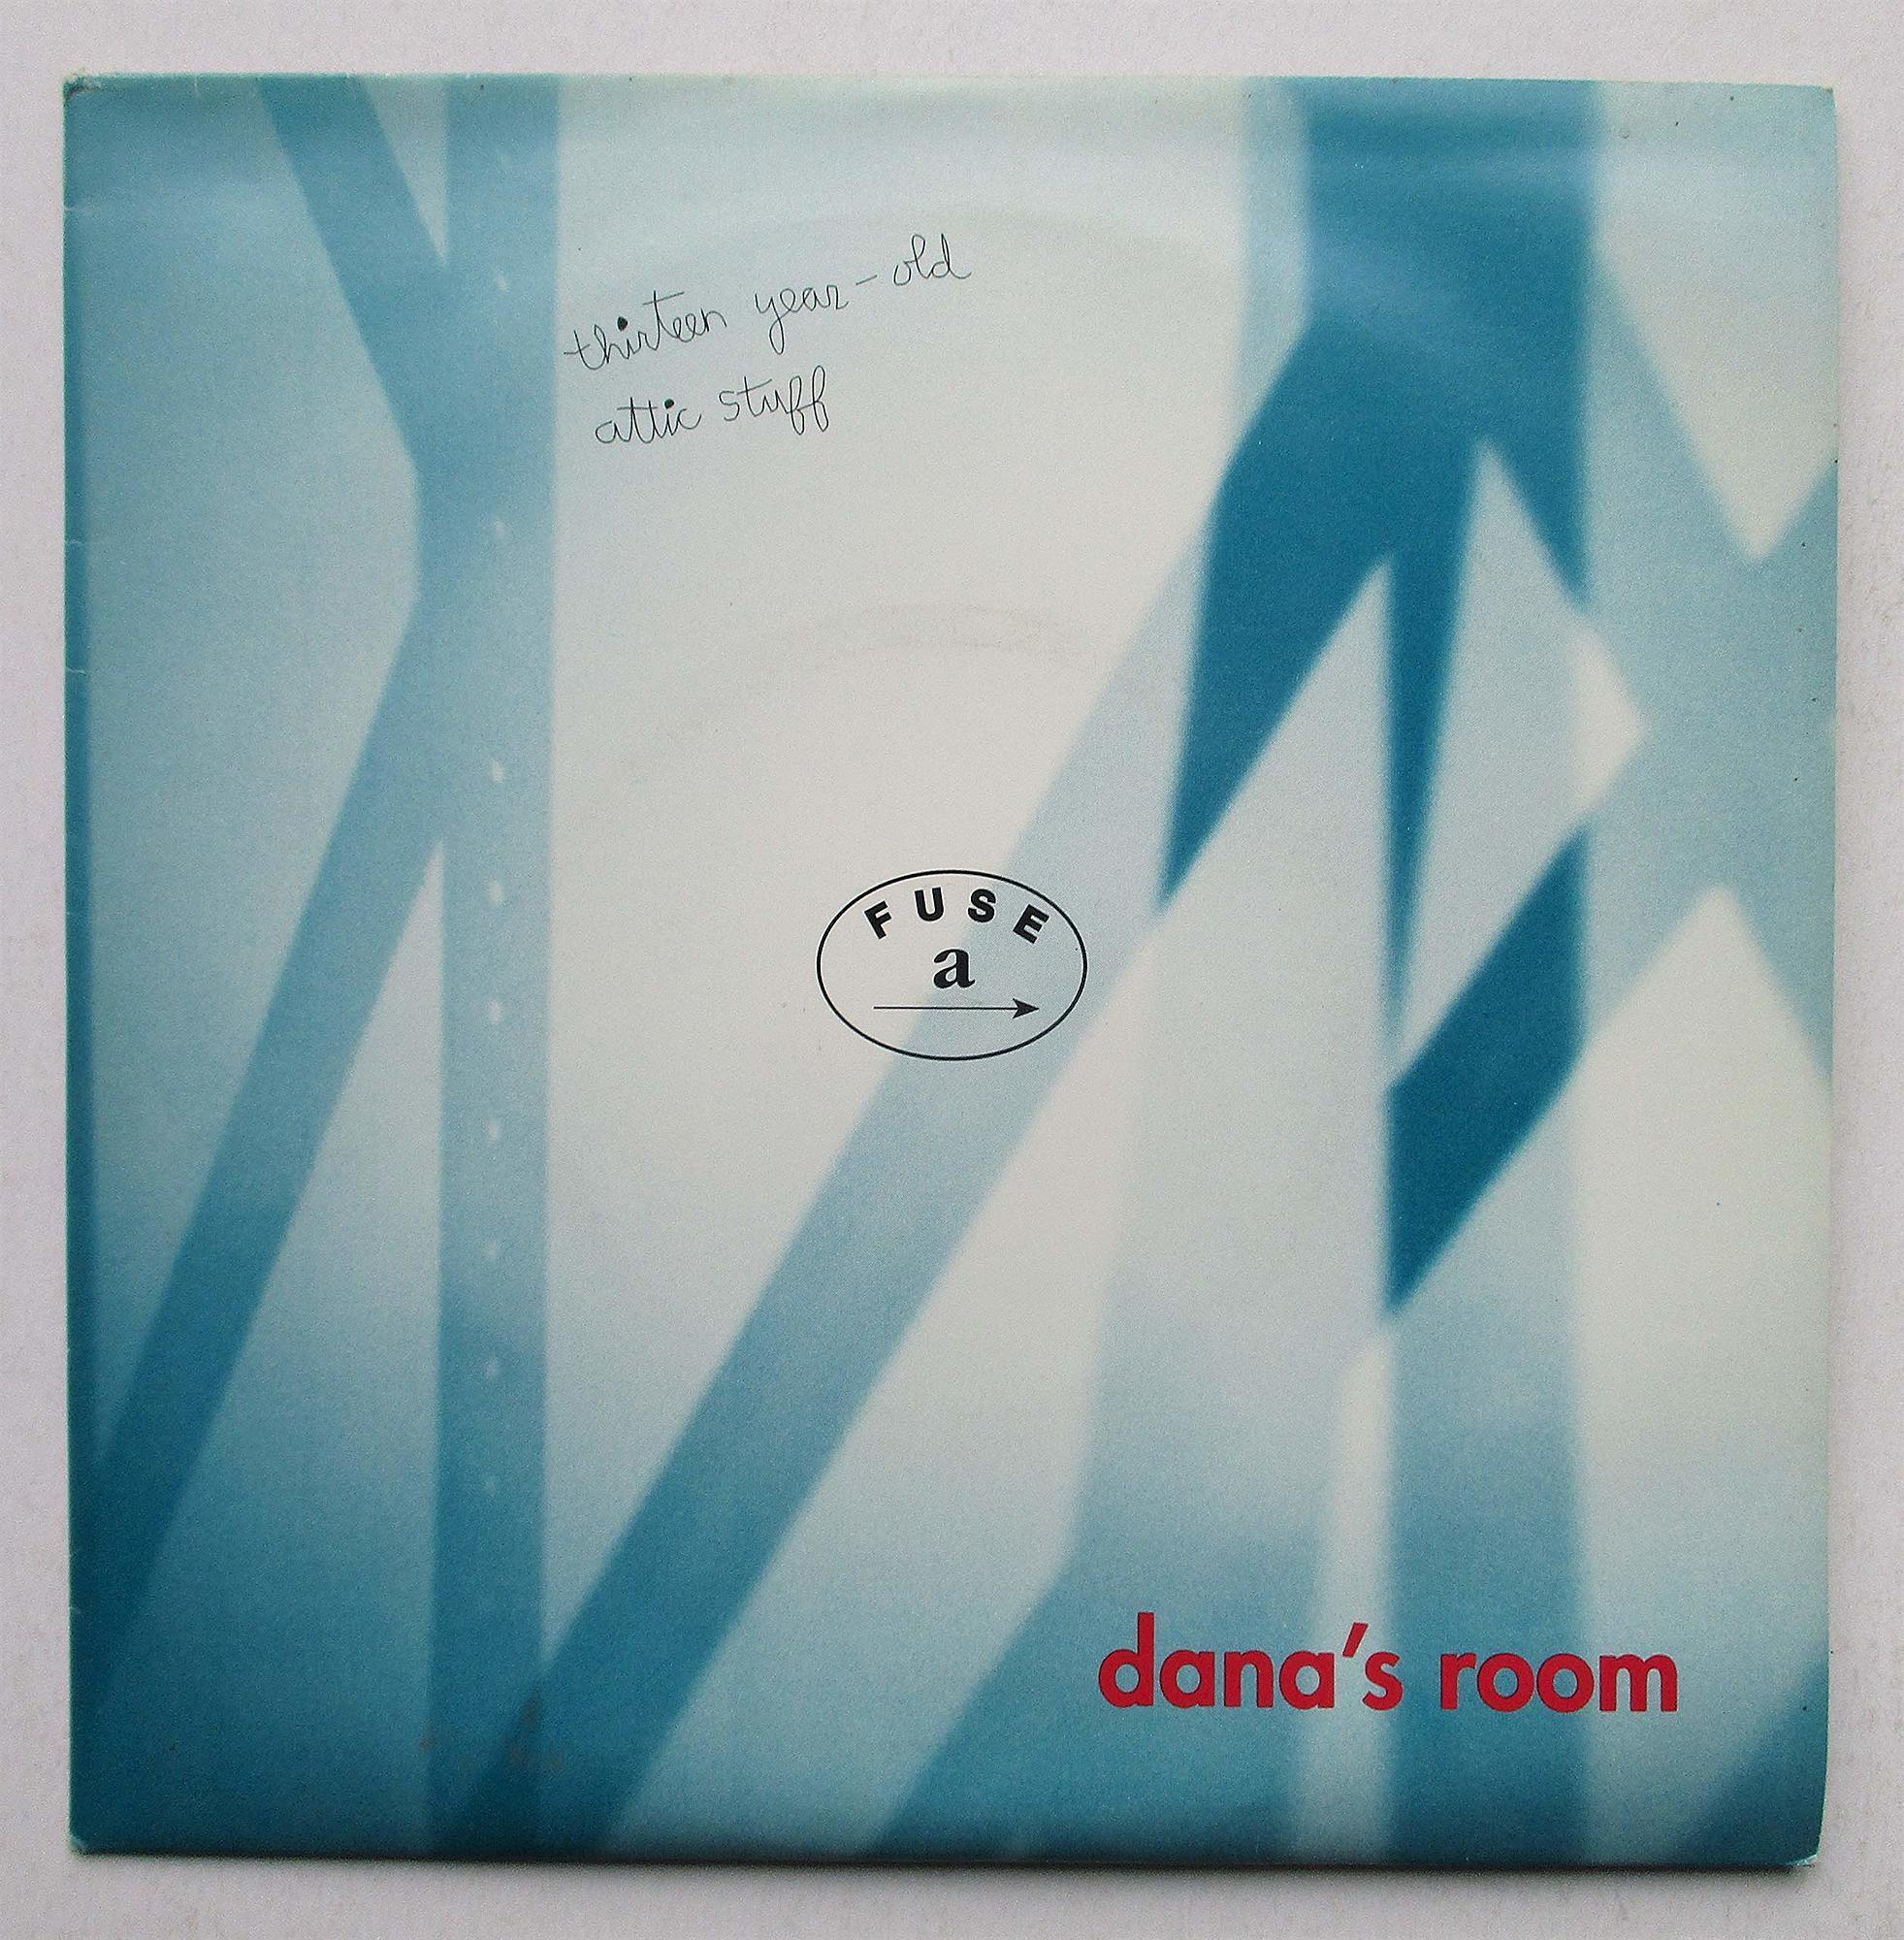 thirteen year-old
attic stuff
FUSE
a
dana's room